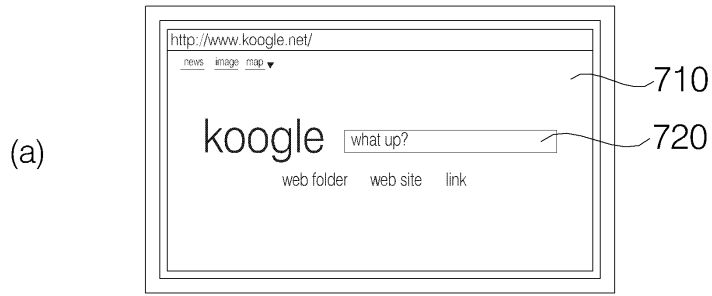 http://www.koogle.net/
news image map ▼
710
(a)
koogle what up?
720
web folder web site link